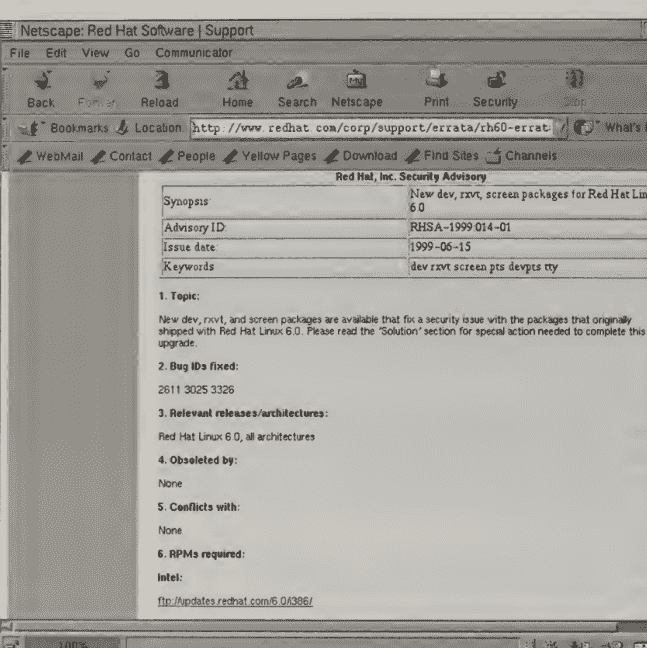 Netscape: Red Hat Software | Support
File Edit View Go Communicator
Back Forward Reload Home Search Netscape Print Security Stop
Bookmarks Location: http://www.redhat.com/corp/support/errata/rh60-errat What's
WebMail Contact People Yellow Pages Download Find Sites Channels
Red Hat, Inc. Security Advisory
Synopsis: New dev, rxvt, screen packages for Red Hat Lin
6.0
Advisory ID: RHSA-1999:014-01
Issue date: 1999-06-15
Keywords: dev rxvt screen pts devpts tty
1. Topic:
New dev, rxvt, and screen packages are available that fix a security issue with the packages that originally
shipped with Red Hat Linux 6.0. Please read the "Solution" section for special action needed to complete this
upgrade.
2. Bug IDs fixed:
2611 3025 3326
3. Relevant releases/architectures:
Red Hat Linux 6.0, all architectures
4. Obsoleted by:
None
5. Conflicts with:
None
6. RPMs required:
Intel:
ftp://updates.redhat.com/6.0/i386/
100%